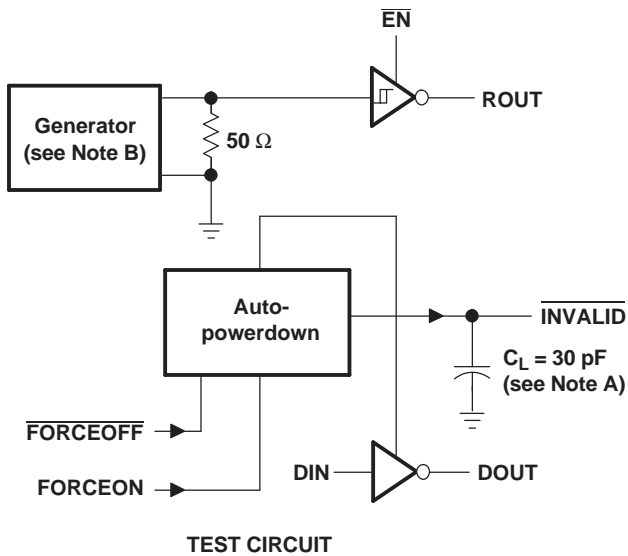 EN
ROUT
Generator
(see Note B)
50 Ω
Auto-
powerdown
INVALID
CL = 30 pF
(see Note A)
FORCEOFF
FORCEON
DIN
DOUT
TEST CIRCUIT